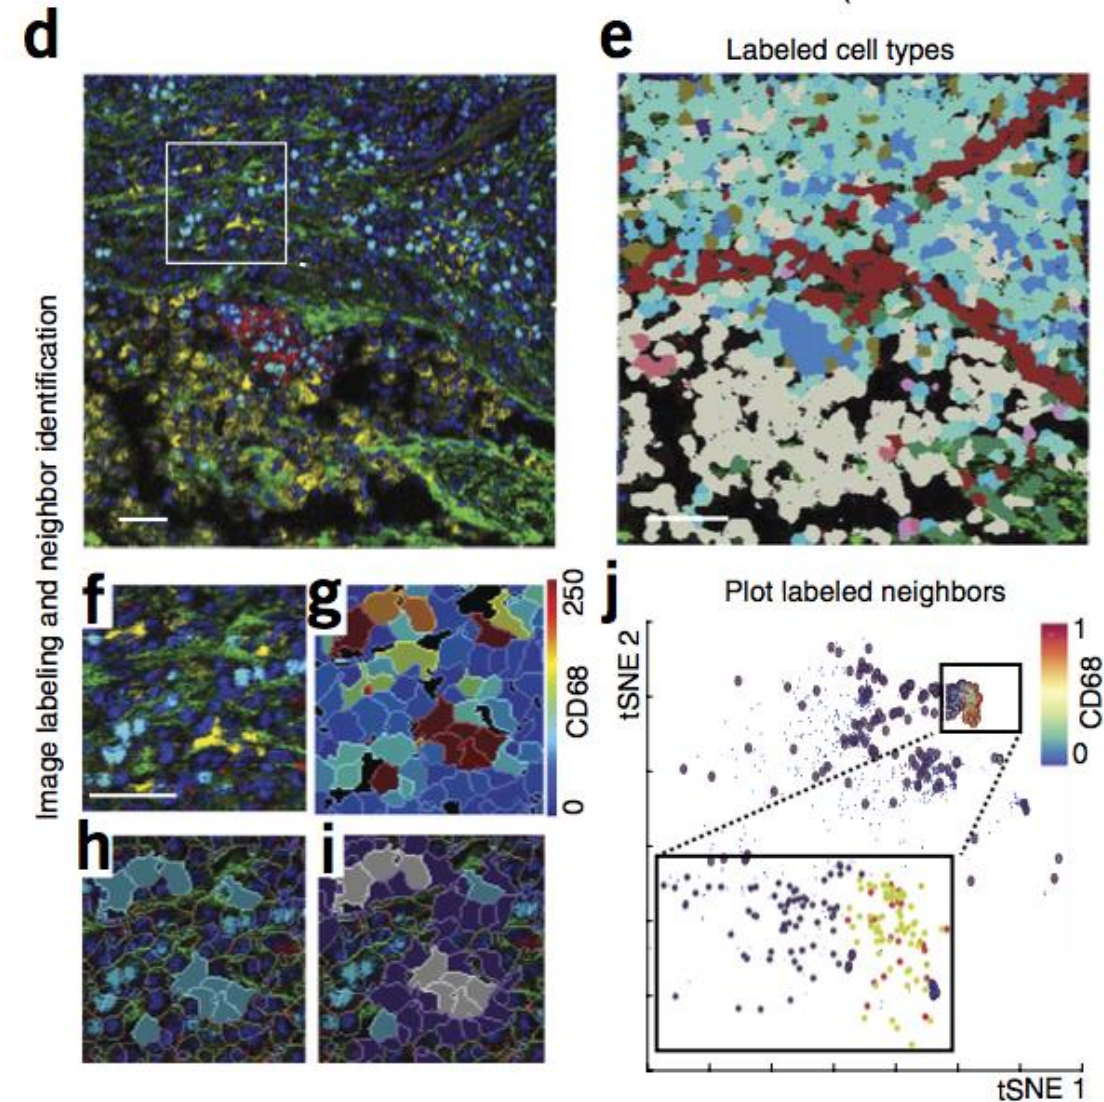 d
e
Labeled cell types
Image labeling and neighbor identification
f
g
250
CD68
0
j
Plot labeled neighbors
tSNE 2
1
CD68
0
h
i
tSNE 1